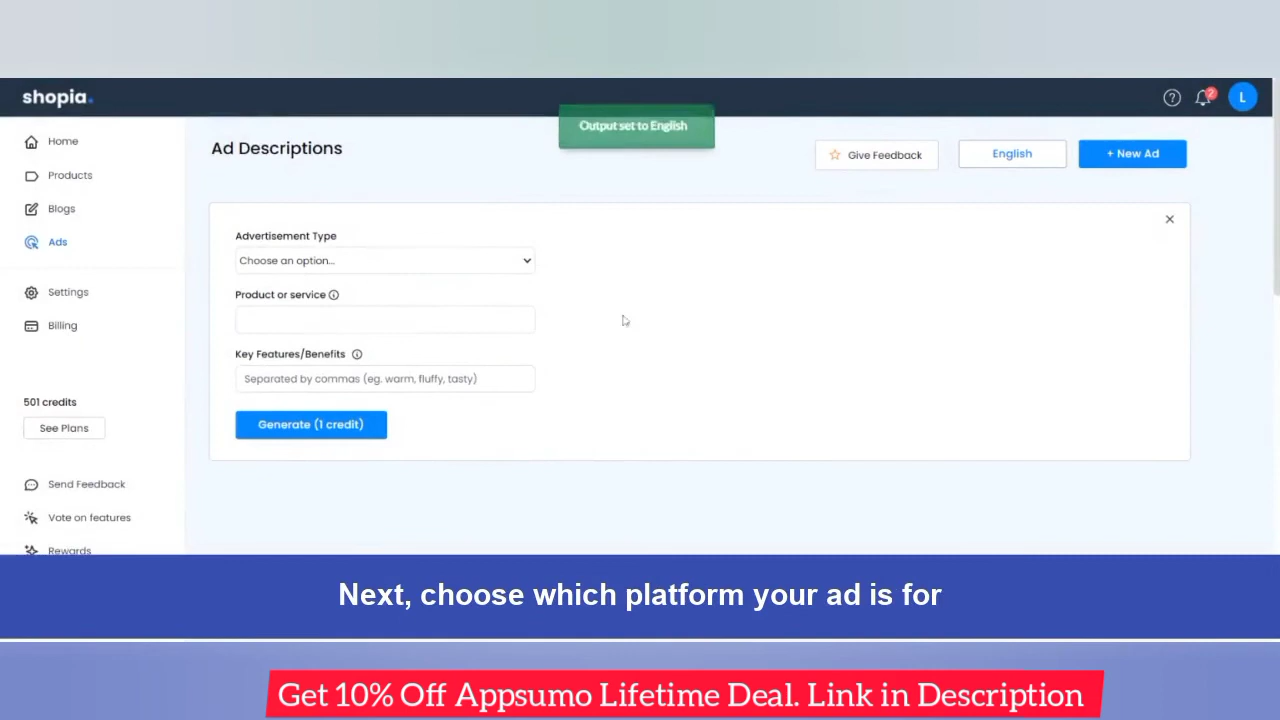 shopia.
2
L
Home
Products
Blogs
Ads
Settings
Billing
501 credits
See Plans
Send Feedback
Vote on features
Rewards
Output set to English
Ad Descriptions
Give Feedback
English
+ New Ad
Advertisement Type
Choose an option...
Product or service
Key Features/Benefits
Separated by commas (eg. warm, fluffy, tasty)
Generate (1 credit)
Next, choose which platform your ad is for
Get 10% Off Appsumo Lifetime Deal. Link in Description